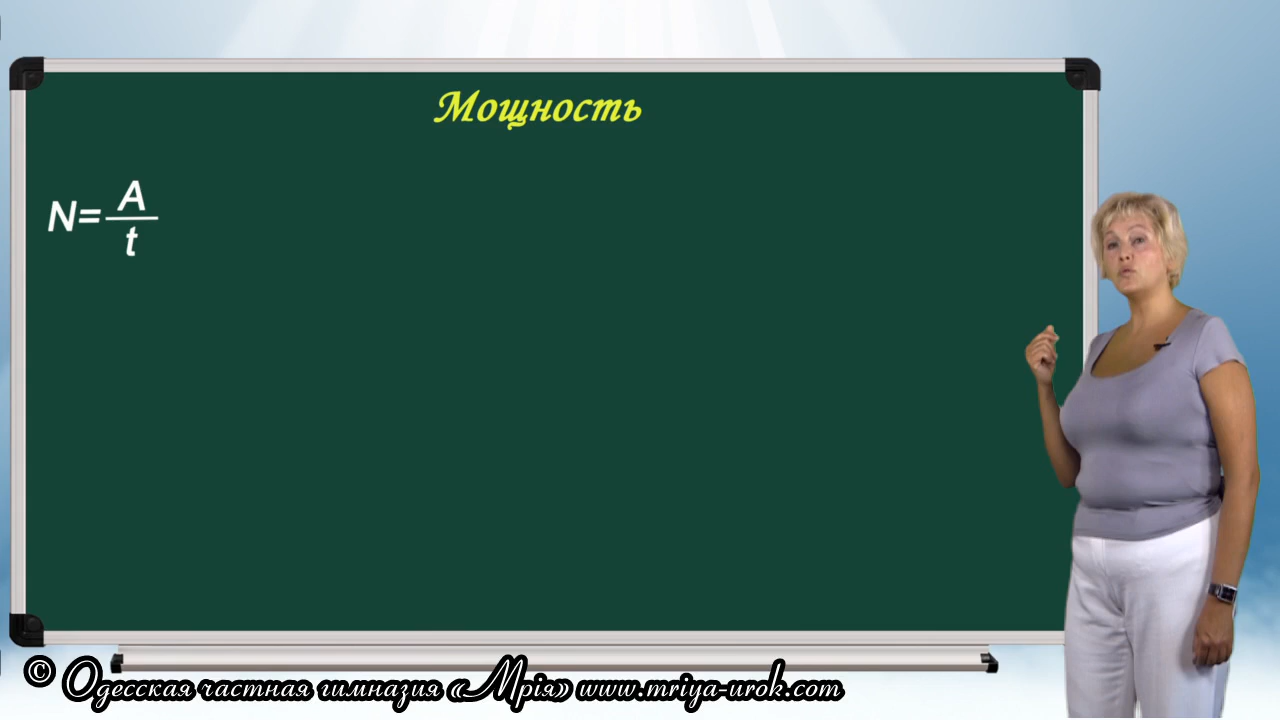 Мощность
N=
A
t
© Одесская частная гимназия «Мрія» www.mriya-urok.com